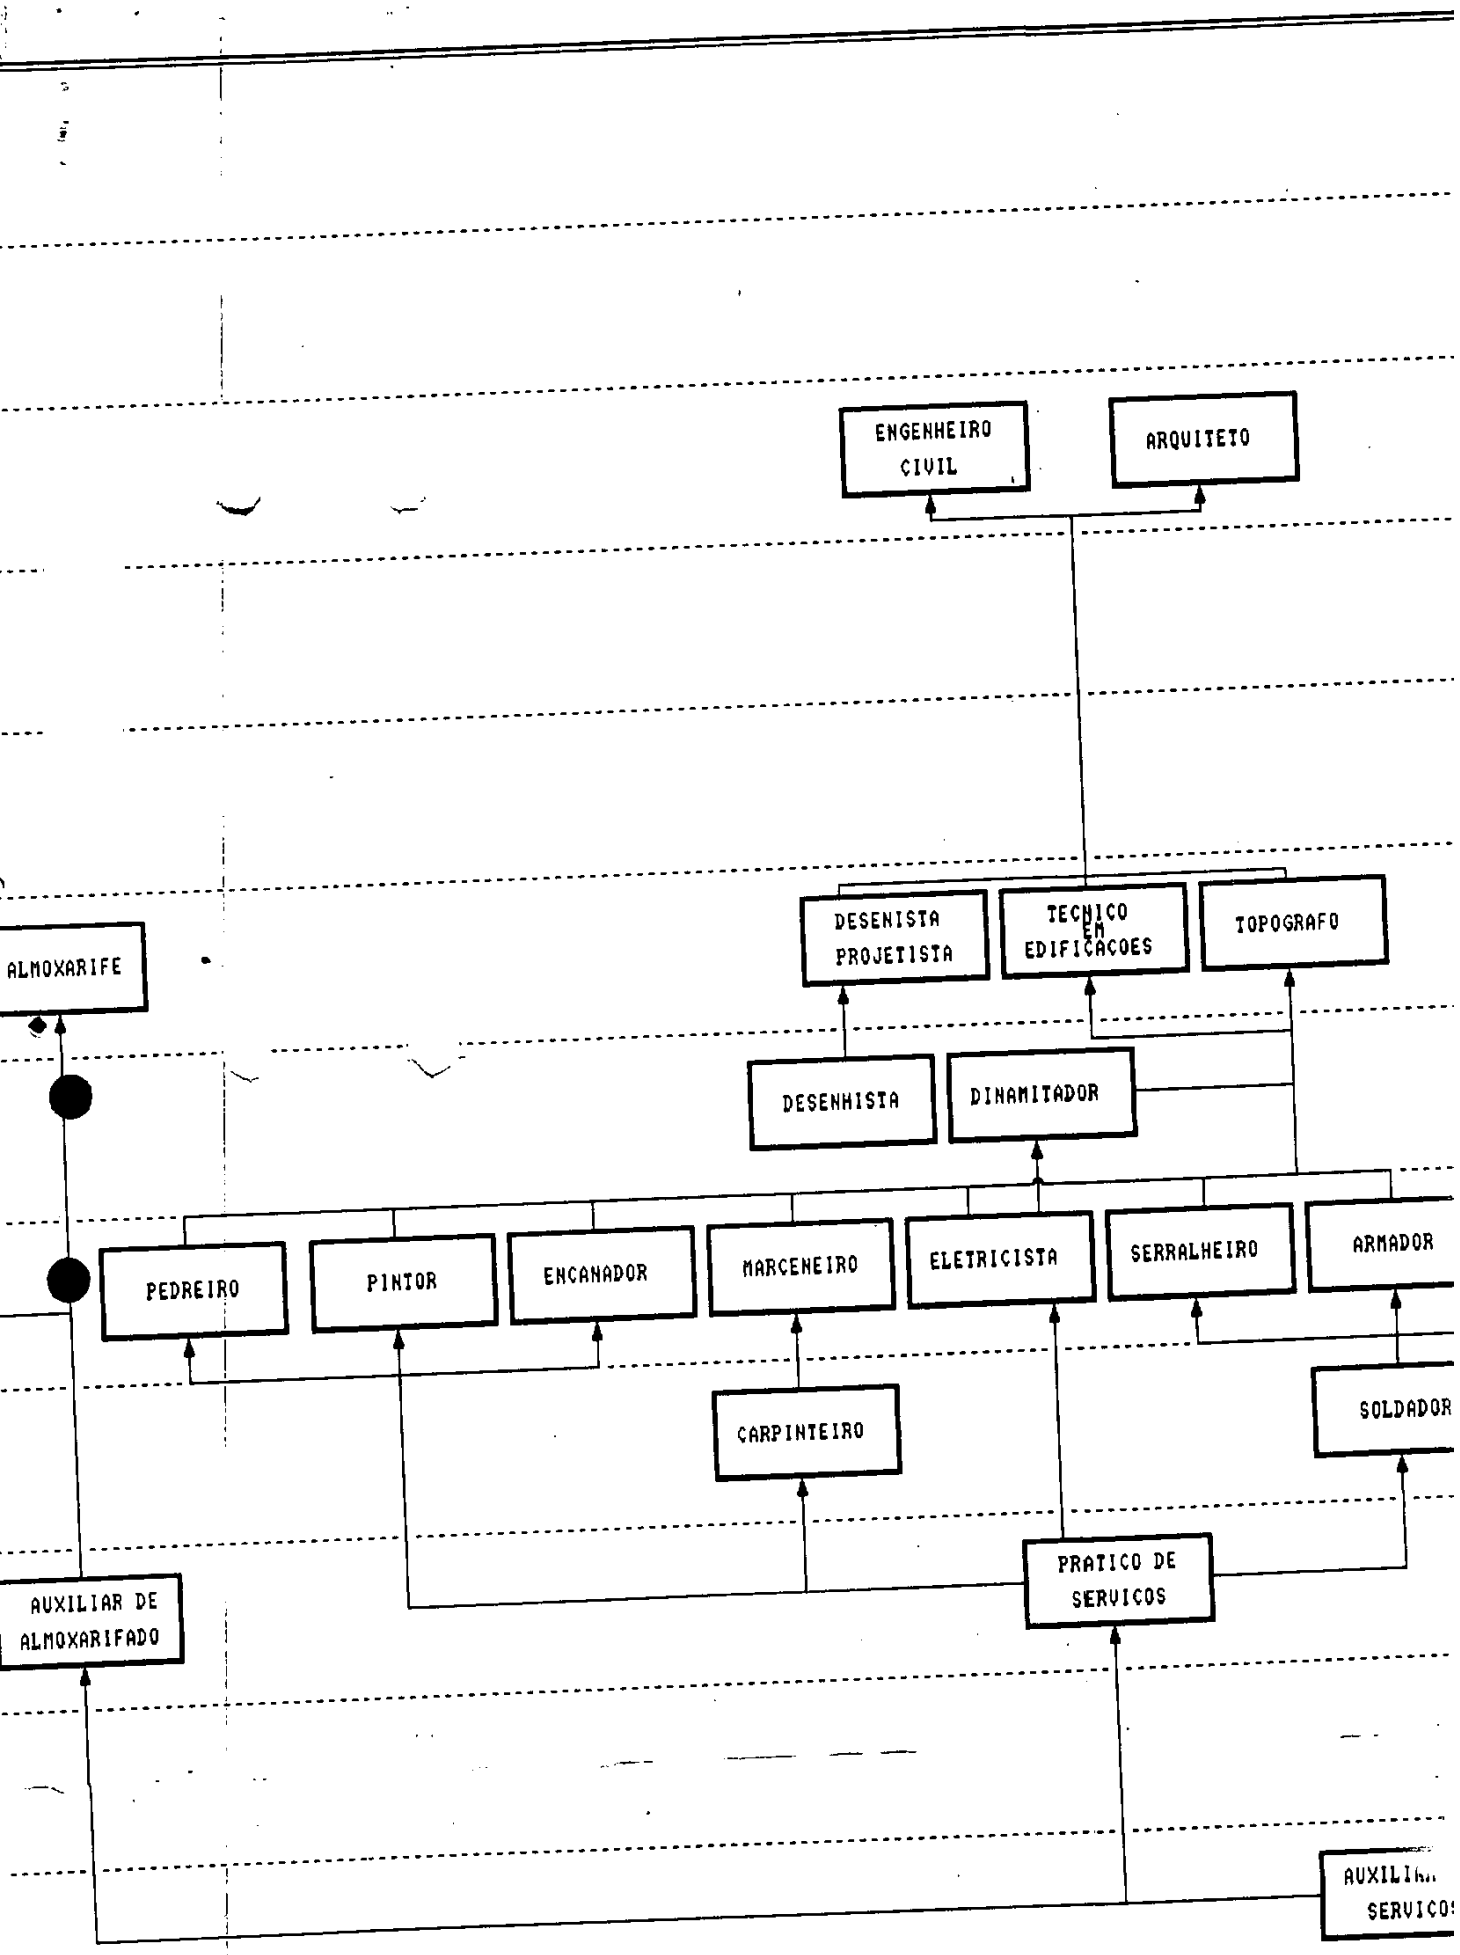 ENGENHEIRO
CIVIL
ARQUITETO
ALMOXARIFE
DESENISTA
PROJETISTA
TECNICO
EM
EDIFICACOES
TOPOGRAFO
DESENHISTA
DINAMITADOR
PEDREIRO
PINTOR
ENCANADOR
MARCENEIRO
ELETRICISTA
SERRALHEIRO
ARMADOR
CARPINTEIRO
SOLDADOR
AUXILIAR DE
ALMOXARIFADO
PRATICO DE
SERVICOS
SERVICOS